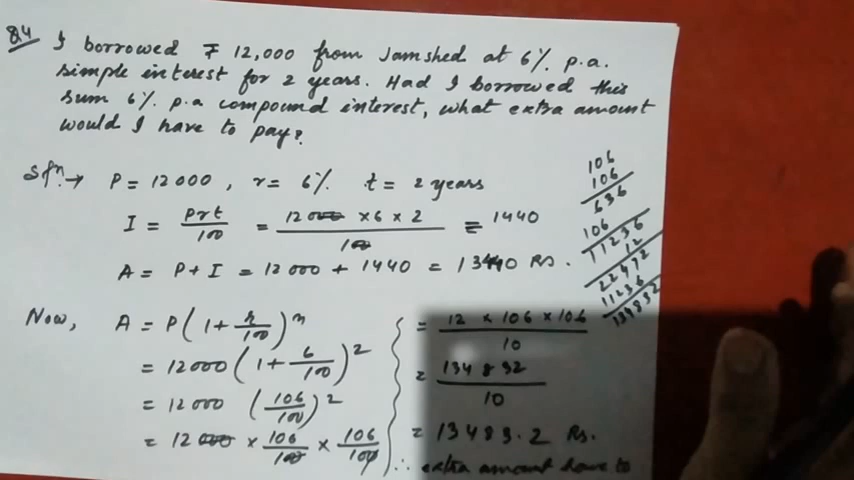 Q4 I borrowed ₹ 12,000 from Jamshed at 6% p.a.
simple interest for 2 years. Had I borrowed this
sum 6% p.a compound interest, what extra amount
would I have to pay?
Solⁿ. → P = 12000 , r = 6% t = 2 years
I = prt/100 = 12000 × 6 × 2/100 = 1440
A = P + I = 12000 + 1440 = 13440 Rs.
Now, A = P(1 + r/100)ⁿ
= 12000 (1 + 6/100)²
= 12000 (106/100)²
= 12000 × 106/100 × 106/100
= 12 × 106 × 106/10
= 134832/10
= 13483.2 Rs.
∴ extra amount have to
106
106
636
106
11236
12
22472
11236
134832